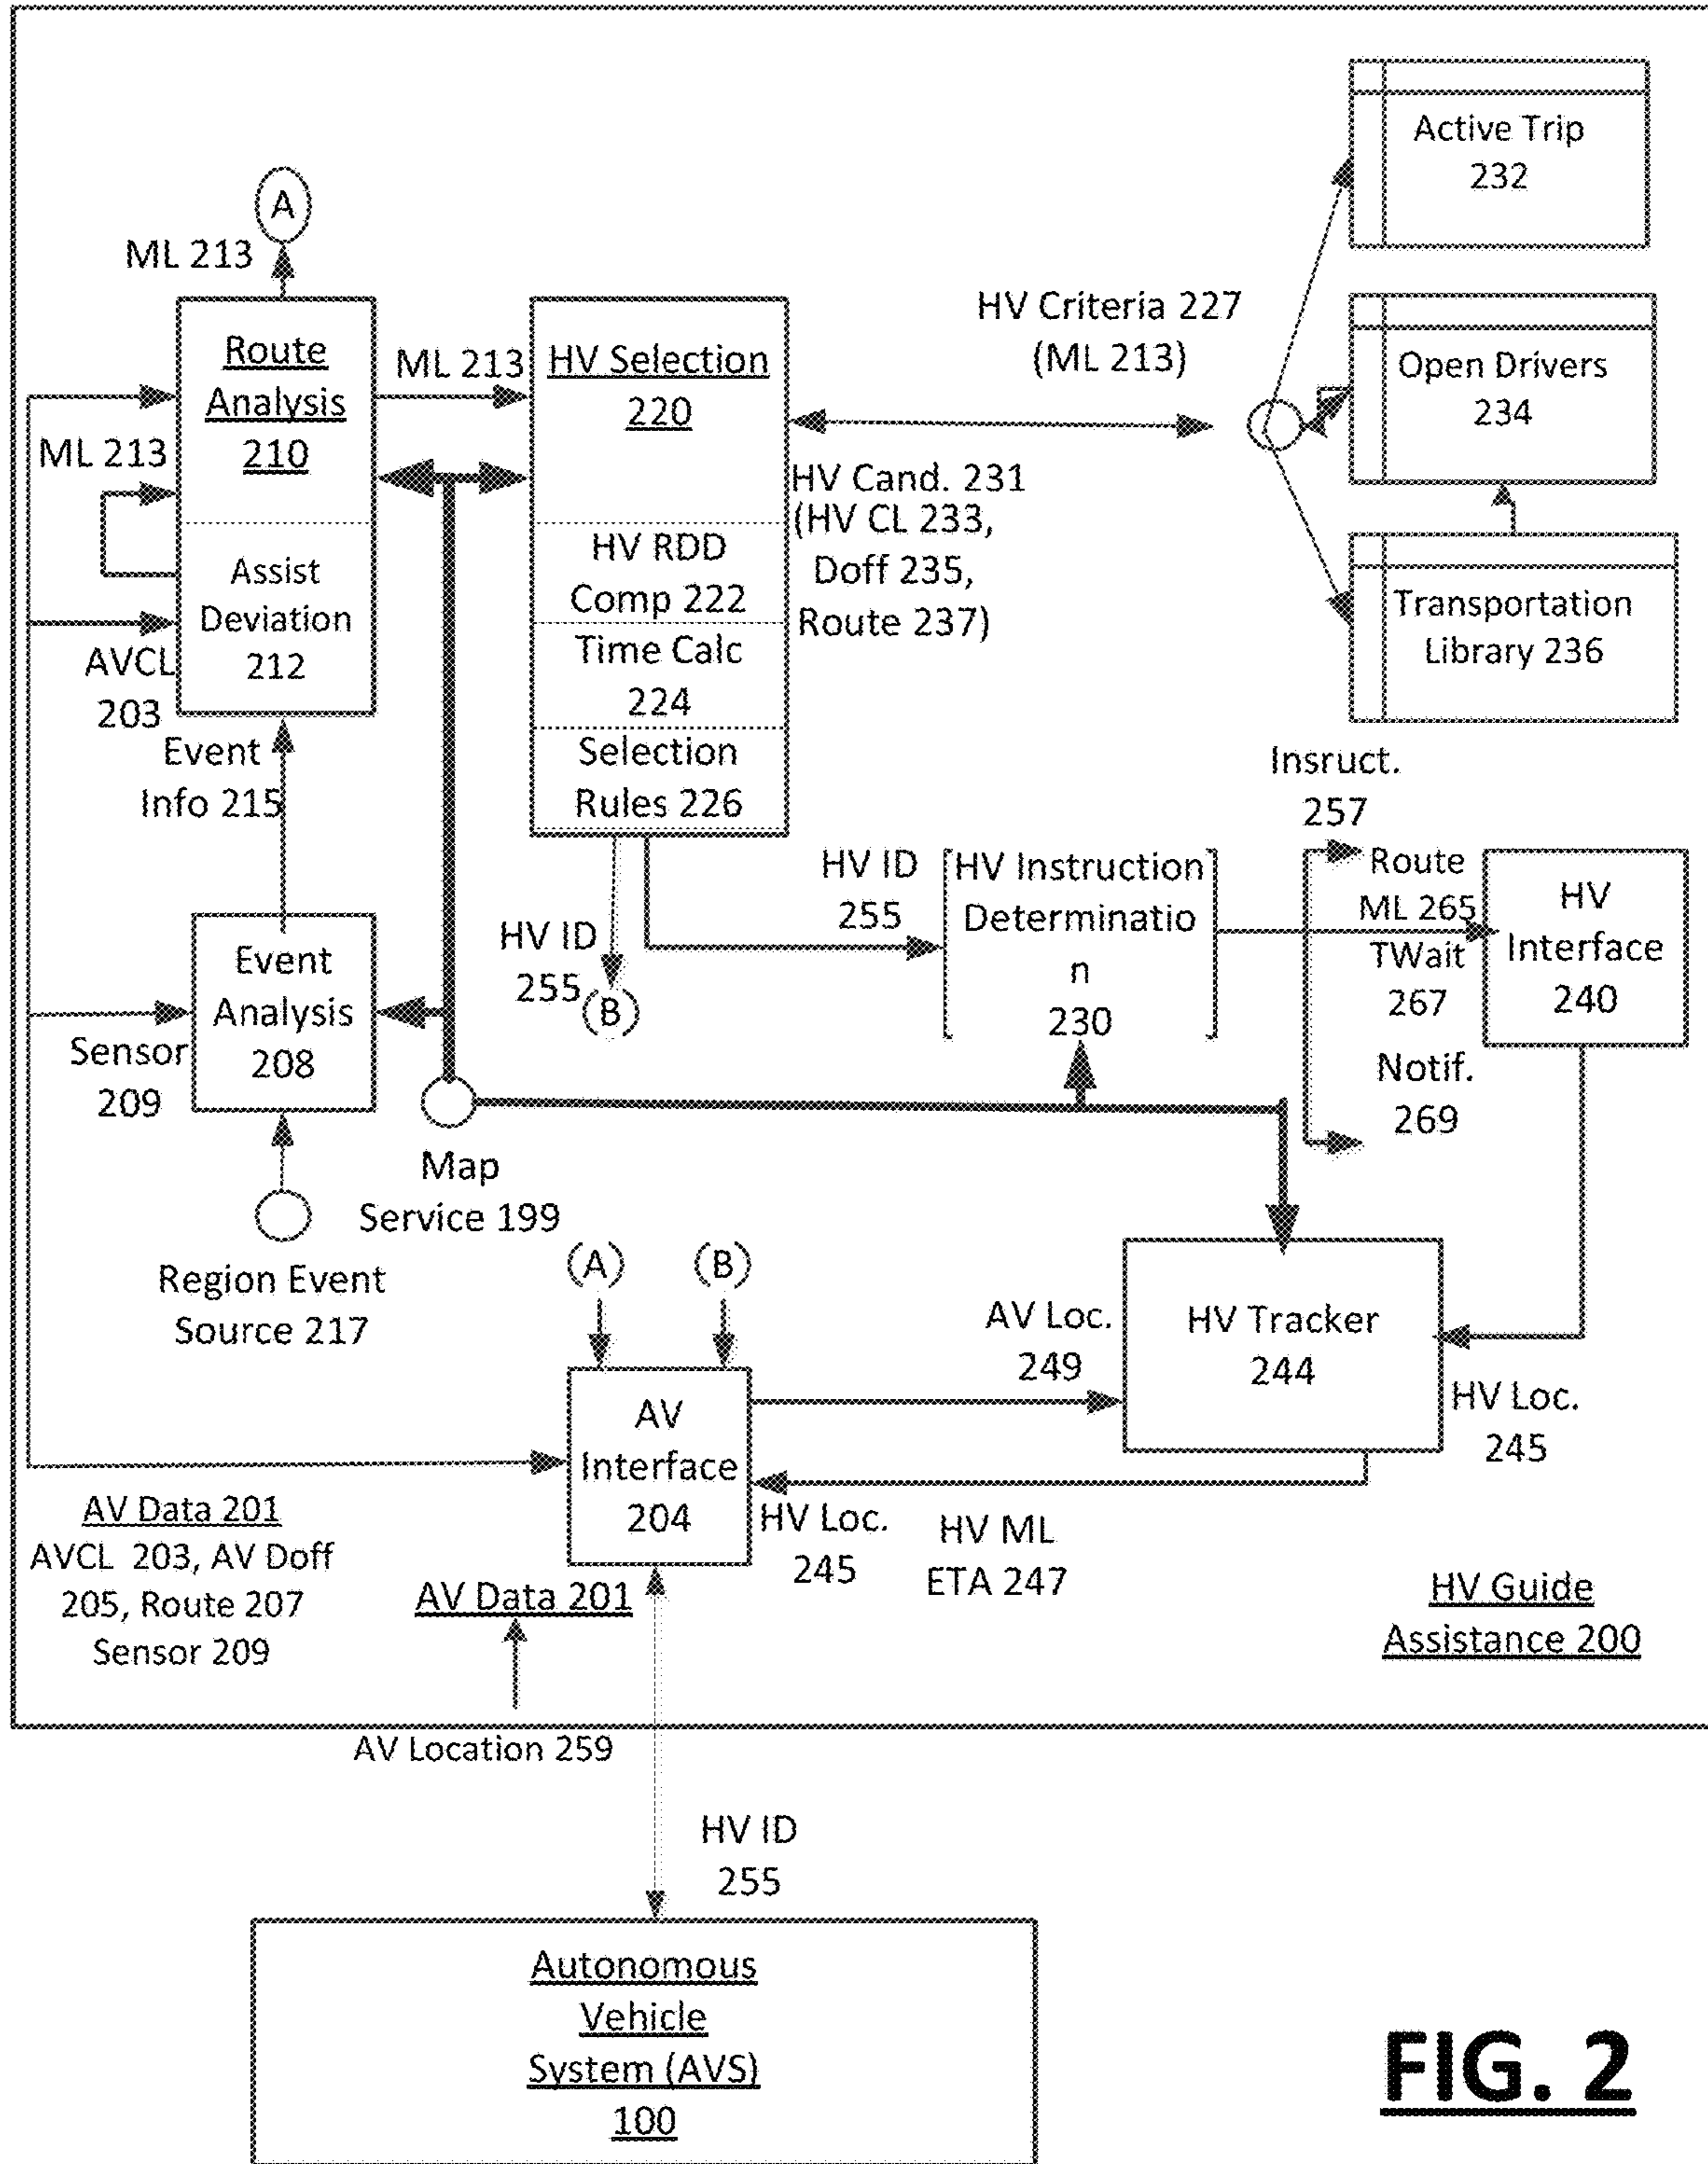 Active Trip
232
A
ML 213
Route
Analysis
210
ML 213
HV Selection
220
HV Criteria 227
(ML 213)
Open Drivers
234
ML 213
HV Cand. 231
(HV CL 233,
Doff 235,
Route 237)
Assist
Deviation
212
HV RDD
Comp 222
Time Calc
224
Selection
Rules 226
Transportation
Library 236
AVCL
203
Event
Info 215
Insruct.
257
HV ID
255
HV Instruction
Determinatio
n
230
Route
ML 265
TWait
267
HV
Interface
240
HV ID
255
(B)
Event
Analysis
208
Sensor
209
Notif.
269
Map
Service 199
Region Event
Source 217
(A)
(B)
AV Loc.
249
HV Tracker
244
HV Loc.
245
AV
Interface
204
AV Data 201
AVCL 203, AV Doff
205, Route 207
Sensor 209
HV Loc.
245
HV ML
ETA 247
AV Data 201
HV Guide
Assistance 200
AV Location 259
HV ID
255
Autonomous
Vehicle
System (AVS)
100
FIG. 2